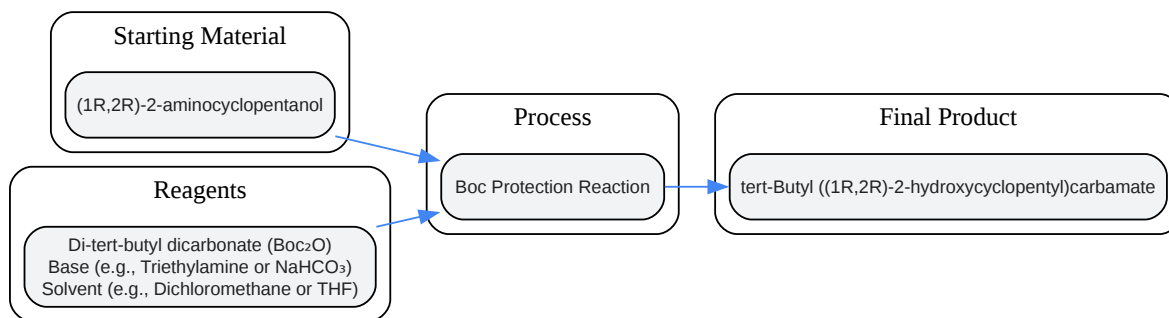 Starting Material
(1R,2R)-2-aminocyclopentanol
Reagents
Di-tert-butyl dicarbonate (Boc₂O)
Base (e.g., Triethylamine or NaHCO₃)
Solvent (e.g., Dichloromethane or THF)
Process
Boc Protection Reaction
Final Product
tert-Butyl ((1R,2R)-2-hydroxycyclopentyl)carbamate